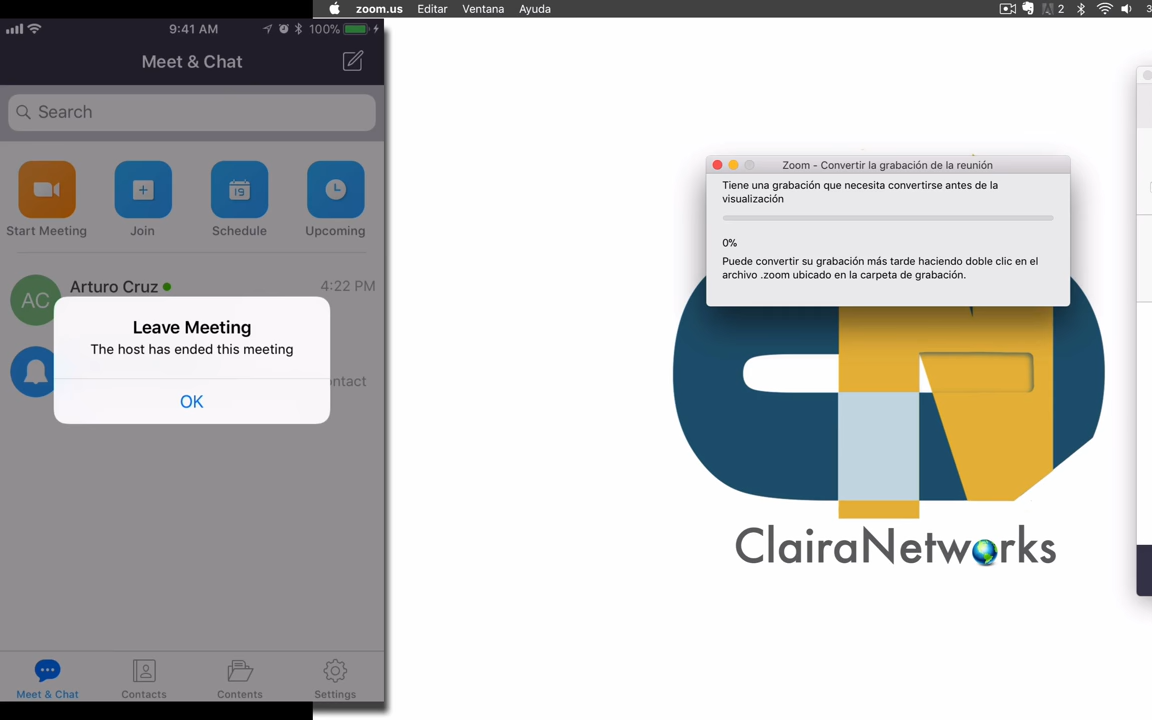 zoom.us Editar Ventana Ayuda
2
3
9:41 AM
100%
Meet & Chat
Search
19
Start Meeting Join Schedule Upcoming
AC
Arturo Cruz
4:22 PM
Leave Meeting
The host has ended this meeting
ontact
OK
Meet & Chat Contacts Contents Settings
Zoom - Convertir la grabación de la reunión
Tiene una grabación que necesita convertirse antes de la
visualización
0%
Puede convertir su grabación más tarde haciendo doble clic en el
archivo .zoom ubicado en la carpeta de grabación.
ClairaNetworks